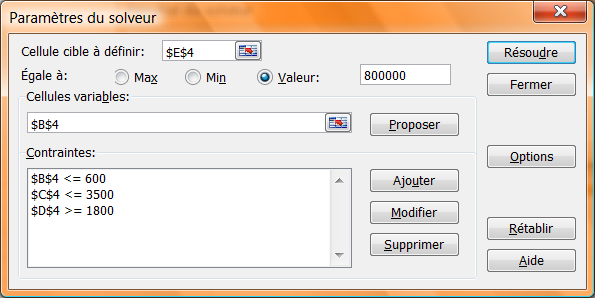 Paramètres du solveur
Cellule cible à définir: $E$4 Résoudre
Égale à: Max Min Valeur: 800000 Fermer
Cellules variables:
$B$4 Proposer
Contraintes: Options
$B$4 <= 600 Ajouter
$C$4 <= 3500
$D$4 >= 1800
Modifier
Rétablir
Supprimer
Aide